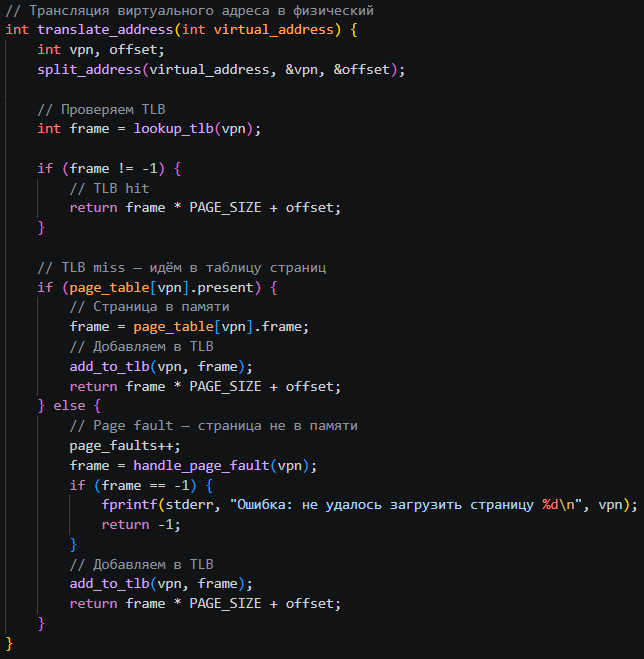 // Трансляция виртуального адреса в физический
int translate_address(int virtual_address) {
    int vpn, offset;
    split_address(virtual_address, &vpn, &offset);

    // Проверяем TLB
    int frame = lookup_tlb(vpn);

    if (frame != -1) {
        // TLB hit
        return frame * PAGE_SIZE + offset;
    }

    // TLB miss — идём в таблицу страниц
    if (page_table[vpn].present) {
        // Страница в памяти
        frame = page_table[vpn].frame;
        // Добавляем в TLB
        add_to_tlb(vpn, frame);
        return frame * PAGE_SIZE + offset;
    } else {
        // Page fault — страница не в памяти
        page_faults++;
        frame = handle_page_fault(vpn);
        if (frame == -1) {
            fprintf(stderr, "Ошибка: не удалось загрузить страницу %d\n", vpn);
            return -1;
        }
        // Добавляем в TLB
        add_to_tlb(vpn, frame);
        return frame * PAGE_SIZE + offset;
    }
}